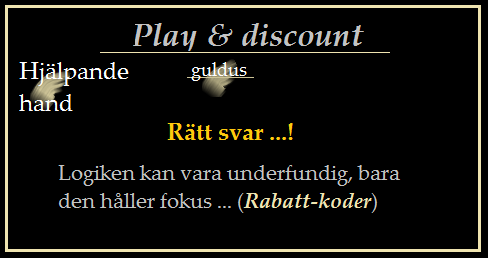 Play & discount
Hjälpande
hand
guldus
Rätt svar ...!
Logiken kan vara underfundig, bara
den håller fokus ... (Rabatt-koder)